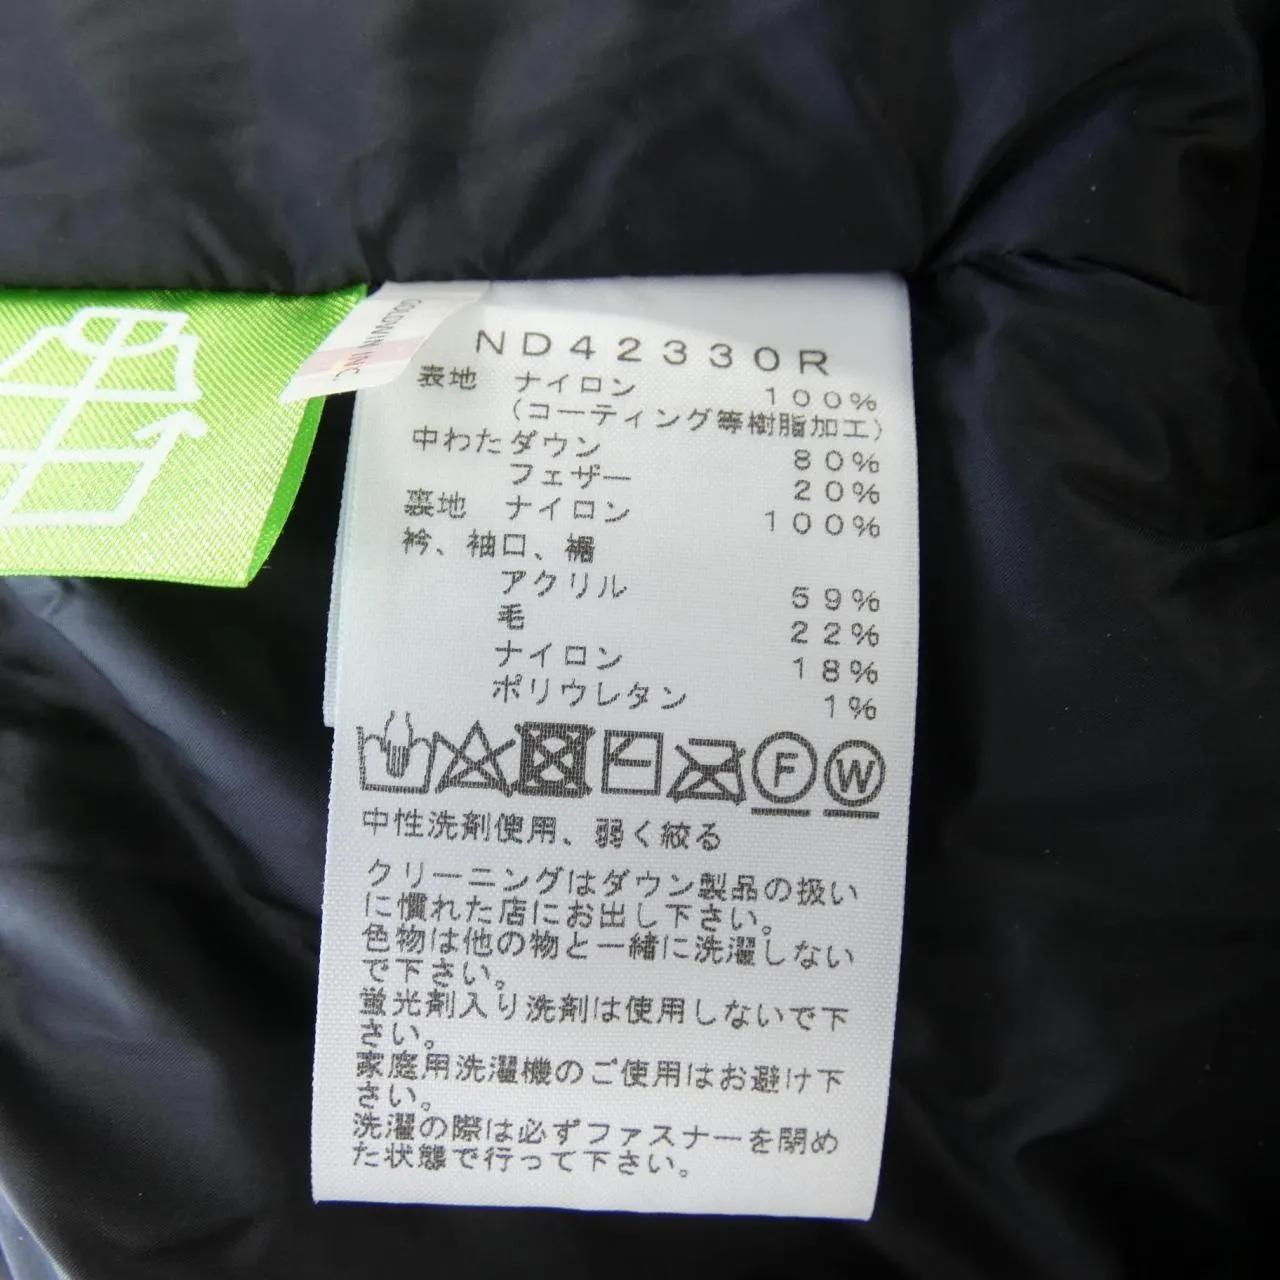 GOLDWIN INC.
ND42330R
表地 ナイロン 100%
(コーティング等樹脂加工)
中わた ダウン 80%
フェザー 20%
裏地 ナイロン 100%
衿、袖口、裾
アクリル 59%
毛 22%
ナイロン 18%
ポリウレタン 1%
F W
中性洗剤使用、弱く絞る
クリーニングはダウン製品の扱い
に慣れた店にお出し下さい。
色物は他の物と一緒に洗濯しない
で下さい。
蛍光剤入り洗剤は使用しないで下
さい。
家庭用洗濯機のご使用はお避け下
さい。
洗濯の際は必ずファスナーを閉め
た状態で行って下さい。